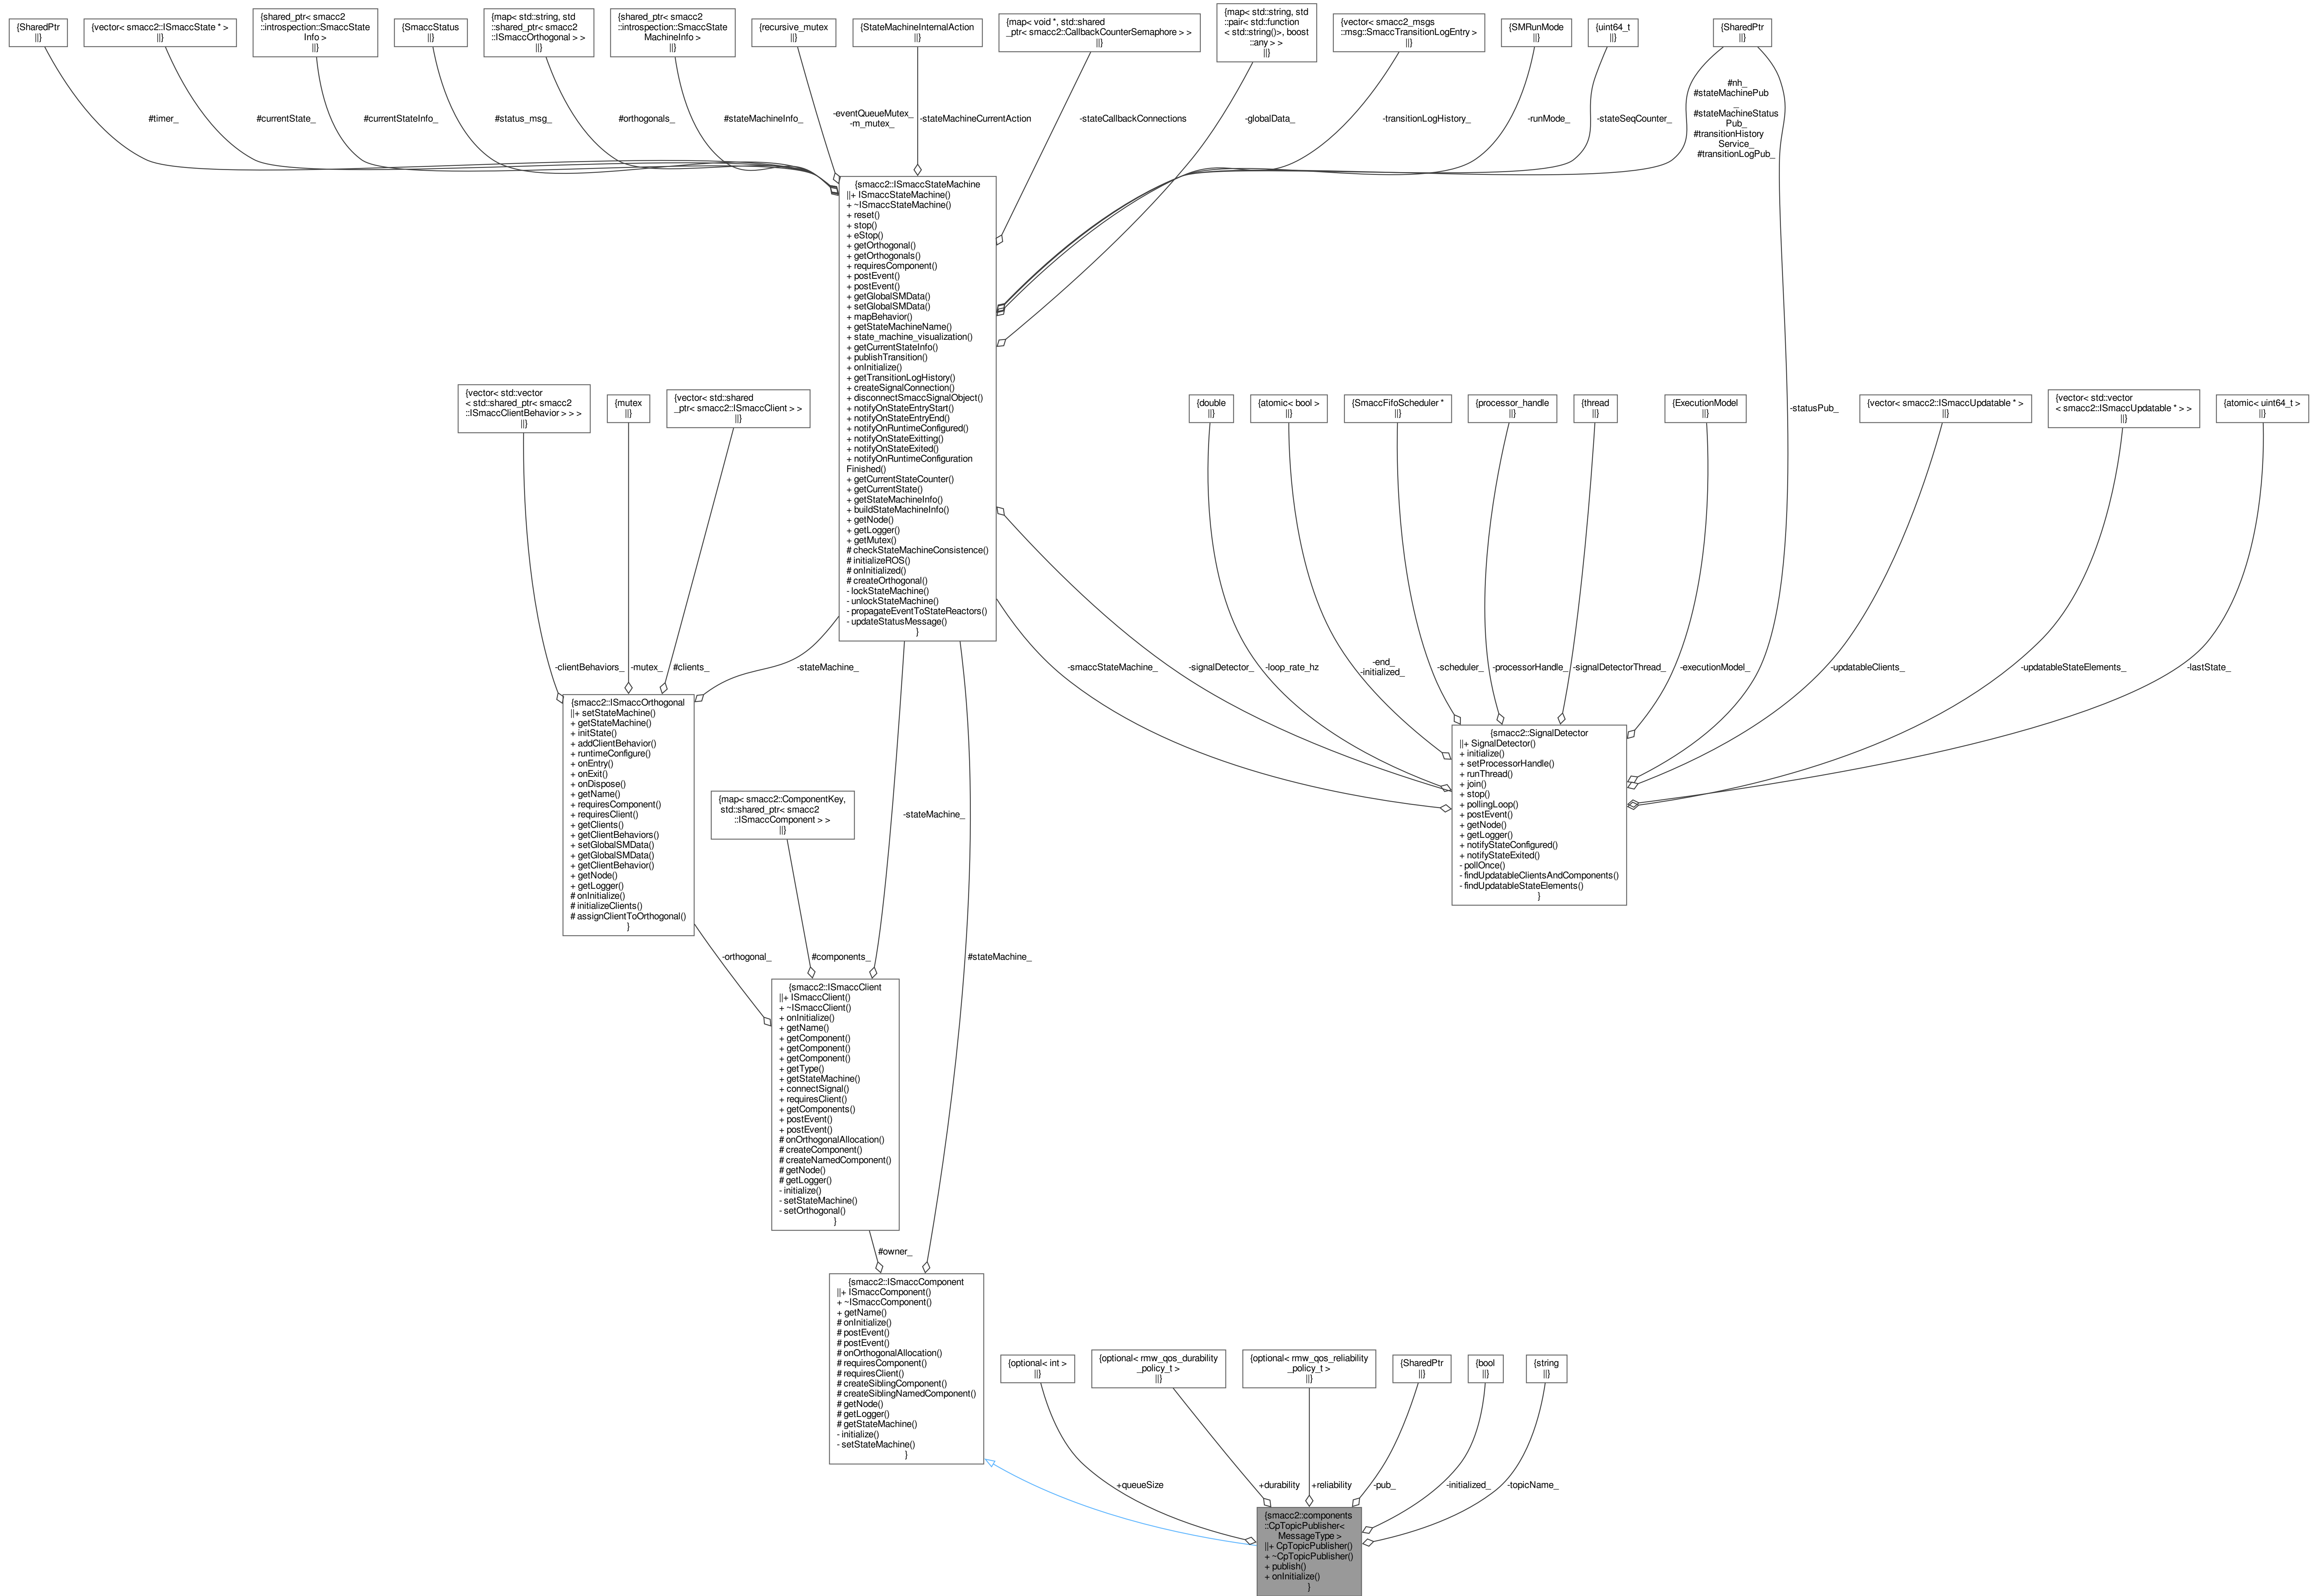 {SharedPtr
||}
{vector< smacc2::ISmaccState * >
||}
{shared_ptr< smacc2
::introspection::SmaccState
Info >
||}
{SmaccStatus
||}
{map< std::string, std
::shared_ptr< smacc2
::ISmaccOrthogonal > >
||}
{shared_ptr< smacc2
::introspection::SmaccState
MachineInfo >
||}
{recursive_mutex
||}
{StateMachineInternalAction
||}
{map< void *, std::shared
_ptr< smacc2::CallbackCounterSemaphore > >
||}
{map< std::string, std
::pair< std::function
< std::string()>, boost
::any > >
||}
{vector< smacc2_msgs
::msg::SmaccTransitionLogEntry >
||}
{SMRunMode
||}
{uint64_t
||}
{SharedPtr
||}
#timer_
#currentState_
#currentStateInfo_
#status_msg_
#orthogonals_
#stateMachineInfo_
-eventQueueMutex_
-m_mutex_
-stateMachineCurrentAction
-stateCallbackConnections
-globalData_
-transitionLogHistory_
-runMode_
-stateSeqCounter_
#nh_
#stateMachinePub
_
#stateMachineStatus
Pub_
#transitionHistory
Service_
#transitionLogPub_
{smacc2::ISmaccStateMachine
||+ ISmaccStateMachine()
+ ~ISmaccStateMachine()
+ reset()
+ stop()
+ eStop()
+ getOrthogonal()
+ getOrthogonals()
+ requiresComponent()
+ postEvent()
+ postEvent()
+ getGlobalSMData()
+ setGlobalSMData()
+ mapBehavior()
+ getStateMachineName()
+ state_machine_visualization()
+ getCurrentStateInfo()
+ publishTransition()
+ onInitialize()
+ getTransitionLogHistory()
+ createSignalConnection()
+ disconnectSmaccSignalObject()
+ notifyOnStateEntryStart()
+ notifyOnStateEntryEnd()
+ notifyOnRuntimeConfigured()
+ notifyOnStateExitting()
+ notifyOnStateExited()
+ notifyOnRuntimeConfiguration
Finished()
+ getCurrentStateCounter()
+ getCurrentState()
+ getStateMachineInfo()
+ buildStateMachineInfo()
+ getNode()
+ getLogger()
+ getMutex()
# checkStateMachineConsistence()
# initializeROS()
# onInitialized()
# createOrthogonal()
- lockStateMachine()
- unlockStateMachine()
- propagateEventToStateReactors()
- updateStatusMessage()
}
{vector< std::vector
< std::shared_ptr< smacc2
::ISmaccClientBehavior > > >
||}
{mutex
||}
{vector< std::shared
_ptr< smacc2::ISmaccClient > >
||}
{double
||}
{atomic< bool >
||}
{SmaccFifoScheduler *
||}
{processor_handle
||}
{thread
||}
{ExecutionModel
||}
-statusPub_
{vector< smacc2::ISmaccUpdatable * >
||}
{vector< std::vector
< smacc2::ISmaccUpdatable * > >
||}
{atomic< uint64_t >
||}
-clientBehaviors_
-mutex_
#clients_
-stateMachine_
-smaccStateMachine_
-signalDetector_
-loop_rate_hz
-end_
-initialized_
-scheduler_
-processorHandle_
-signalDetectorThread_
-executionModel_
-updatableClients_
-updatableStateElements_
-lastState_
{smacc2::ISmaccOrthogonal
||+ setStateMachine()
+ getStateMachine()
+ initState()
+ addClientBehavior()
+ runtimeConfigure()
+ onEntry()
+ onExit()
+ onDispose()
+ getName()
+ requiresComponent()
+ requiresClient()
+ getClients()
+ getClientBehaviors()
+ setGlobalSMData()
+ getGlobalSMData()
+ getClientBehavior()
+ getNode()
+ getLogger()
# onInitialize()
# initializeClients()
# assignClientToOrthogonal()
}
{smacc2::SignalDetector
||+ SignalDetector()
+ initialize()
+ setProcessorHandle()
+ runThread()
+ join()
+ stop()
+ pollingLoop()
+ postEvent()
+ getNode()
+ getLogger()
+ notifyStateConfigured()
+ notifyStateExited()
- pollOnce()
- findUpdatableClientsAndComponents()
- findUpdatableStateElements()
}
{map< smacc2::ComponentKey,
std::shared_ptr< smacc2
::ISmaccComponent > >
||}
-stateMachine_
-orthogonal_
#components_
#stateMachine_
{smacc2::ISmaccClient
||+ ISmaccClient()
+ ~ISmaccClient()
+ onInitialize()
+ getName()
+ getComponent()
+ getComponent()
+ getComponent()
+ getType()
+ getStateMachine()
+ connectSignal()
+ requiresClient()
+ getComponents()
+ postEvent()
+ postEvent()
# onOrthogonalAllocation()
# createComponent()
# createNamedComponent()
# getNode()
# getLogger()
- initialize()
- setStateMachine()
- setOrthogonal()
}
#owner_
{smacc2::ISmaccComponent
||+ ISmaccComponent()
+ ~ISmaccComponent()
+ getName()
# onInitialize()
# postEvent()
# postEvent()
# onOrthogonalAllocation()
# requiresComponent()
# requiresClient()
# createSiblingComponent()
# createSiblingNamedComponent()
# getNode()
# getLogger()
# getStateMachine()
- initialize()
- setStateMachine()
}
{optional< int >
||}
{optional< rmw_qos_durability
_policy_t >
||}
{optional< rmw_qos_reliability
_policy_t >
||}
{SharedPtr
||}
{bool
||}
{string
||}
+queueSize
+durability
+reliability
-pub_
-initialized_
-topicName_
{smacc2::components
::CpTopicPublisher<
MessageType >
||+ CpTopicPublisher()
+ ~CpTopicPublisher()
+ publish()
+ onInitialize()
}